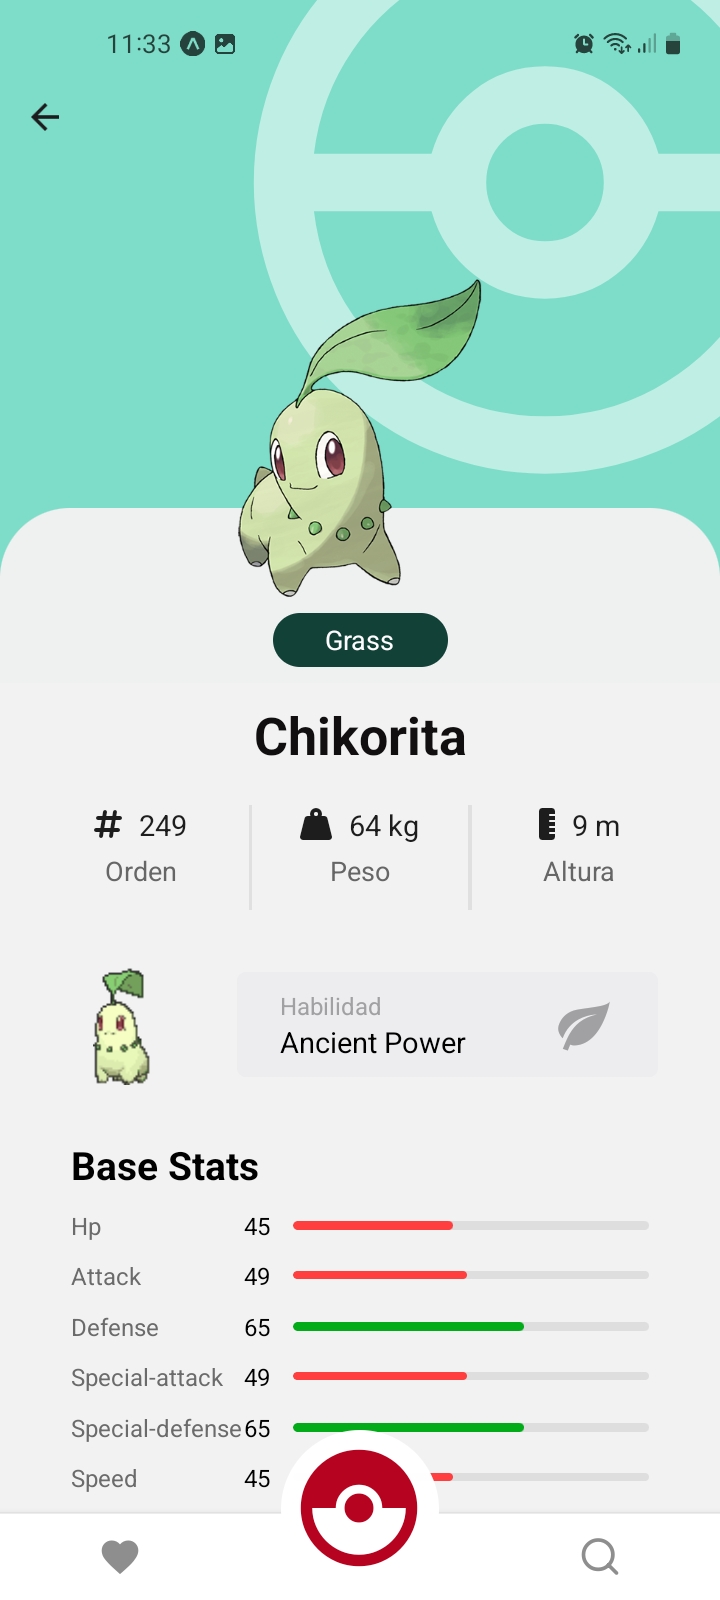 11:33
Grass
Chikorita
# 249
64 kg
9 m
Orden
Peso
Altura
Habilidad
Ancient Power
Base Stats
Hp 45
Attack 49
Defense 65
Special-attack 49
Special-defense 65
Speed 45